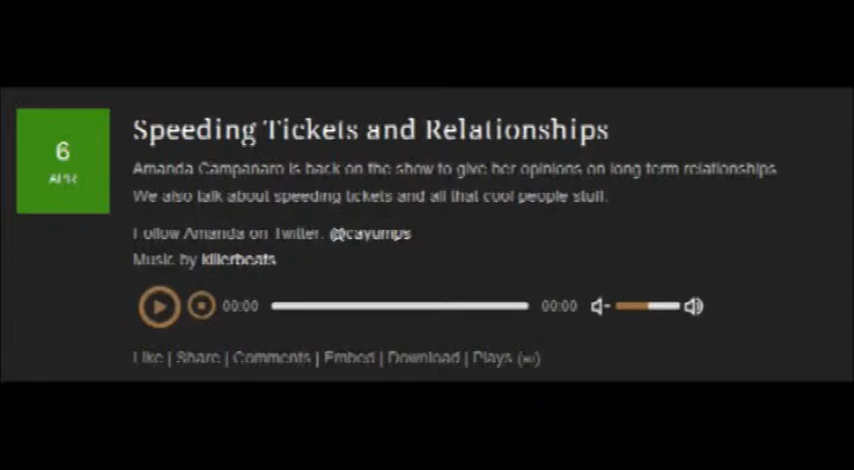 6
APR
Speeding Tickets and Relationships
Amanda Campanaro is back on the show to give her opinions on long term relationships
We also talk about speeding tickets and all that cool people stuff.
Follow Amanda on Twitter. @cayumps
Music by killerbeats
00:00 00:00
Like | Share | Comments | Embed | Download | Plays